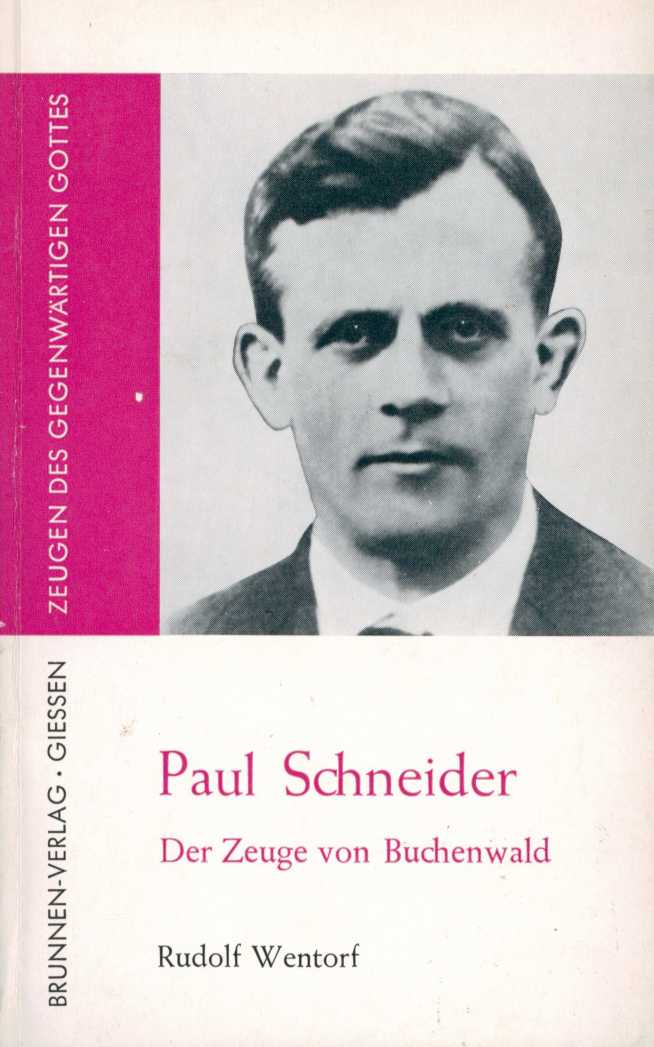 ZEUGEN DES GEGENWÄRTIGEN GOTTES
BRUNNEN-VERLAG · GIESSEN
Paul Schneider
Der Zeuge von Buchenwald
Rudolf Wentorf